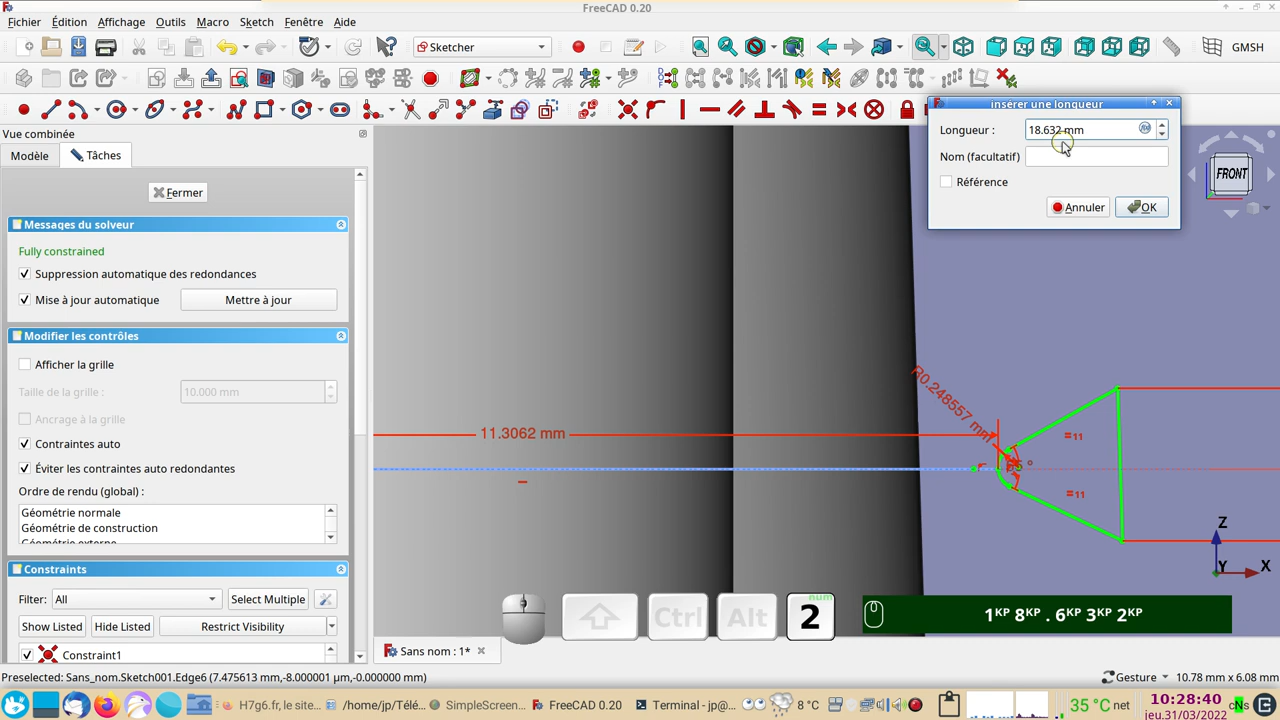 FreeCAD 0.20
Fichier Édition Affichage Outils Macro Sketch Fenêtre Aide
Sketcher
GMSH
Vue combinée
Modèle Tâches
Fermer
Messages du solveur
Fully constrained
Suppression automatique des redondances
Mise à jour automatique
Mettre à jour
Modifier les contrôles
Afficher la grille
Taille de la grille :
10.000 mm
Ancrage à la grille
Contraintes auto
Éviter les contraintes auto redondantes
Ordre de rendu (global) :
Géométrie normale
Géométrie de construction
Géométrie externe
Constraints
Filter: All Select Multiple
Show Listed Hide Listed Restrict Visibility
Constraint1
insérer une longueur
Longueur : 18.632 mm
Nom (facultatif)
Référence
Annuler OK
FRONT
R0.248557 mm
11.3062 mm
=11
=11
Z
Y X
Ctrl Alt num 2
1KP 8KP . 6KP 3KP 2KP
Sans nom : 1*
Preselected: Sans_nom.Sketch001.Edge6 (7.475613 mm,-8.000001 µm,-0.000000 nm)
Gesture 10.78 mm x 6.08 mm
H7g6.fr, le site...
/home/jp/Télé...
SimpleScreen...
FreeCAD 0.20
Terminal – jp@...
8 °C
35 °C net
10:28:40
jeu.31/03/2022
cNs